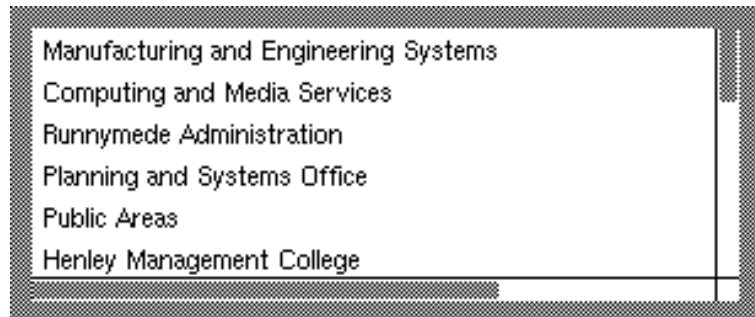 Manufacturing and Engineering Systems
Computing and Media Services
Runnymede Administration
Planning and Systems Office
Public Areas
Henley Management College